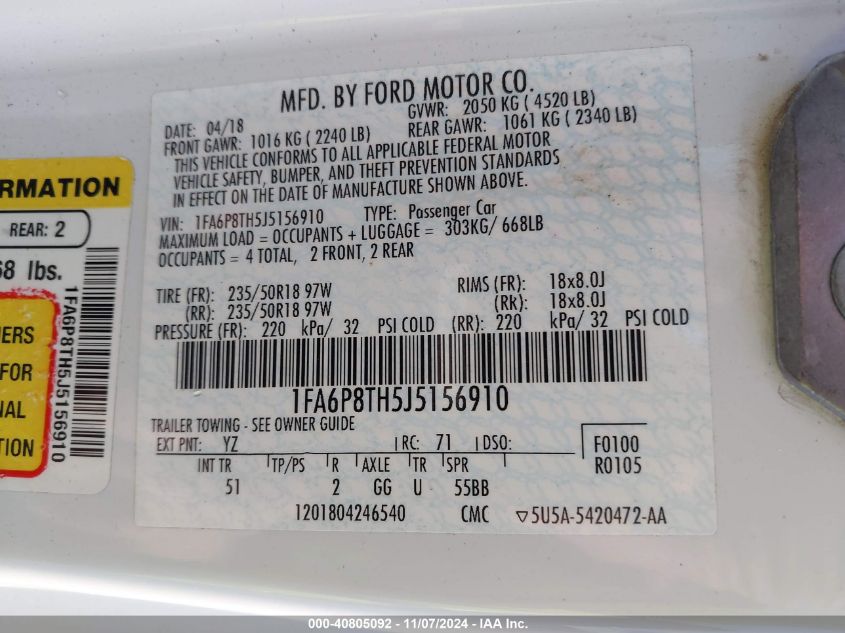 MFD. BY FORD MOTOR CO.
DATE: 04/18 GVWR: 2050 KG ( 4520 LB)
FRONT GAWR: 1016 KG ( 2240 LB) REAR GAWR: 1061 KG ( 2340 LB)
THIS VEHICLE CONFORMS TO ALL APPLICABLE FEDERAL MOTOR
VEHICLE SAFETY, BUMPER, AND THEFT PREVENTION STANDARDS
IN EFFECT ON THE DATE OF MANUFACTURE SHOWN ABOVE.
VIN: 1FA6P8TH5J5156910 TYPE: Passenger Car
MAXIMUM LOAD = OCCUPANTS + LUGGAGE = 303KG/ 668LB
OCCUPANTS = 4 TOTAL, 2 FRONT, 2 REAR
TIRE (FR): 235/50R18 97W RIMS (FR): 18x8.0J
(RR): 235/50R18 97W (RR): 18x8.0J
PRESSURE (FR): 220 kPa/ 32 PSI COLD (RR): 220 kPa/ 32 PSI COLD
1FA6P8TH5J5156910
TRAILER TOWING - SEE OWNER GUIDE
EXT PNT: YZ RC: 71 DSO: F0100
R0105
INT TR TP/PS R AXLE TR SPR
51 2 GG U 55BB
1201804246540 CMC ▽5U5A-5420472-AA
RMATION
REAR: 2
68 lbs.
1FA6P8TH5J5156910
ERS
FOR
NAL
TION
000-40805092 - 11/07/2024 - IAA Inc.